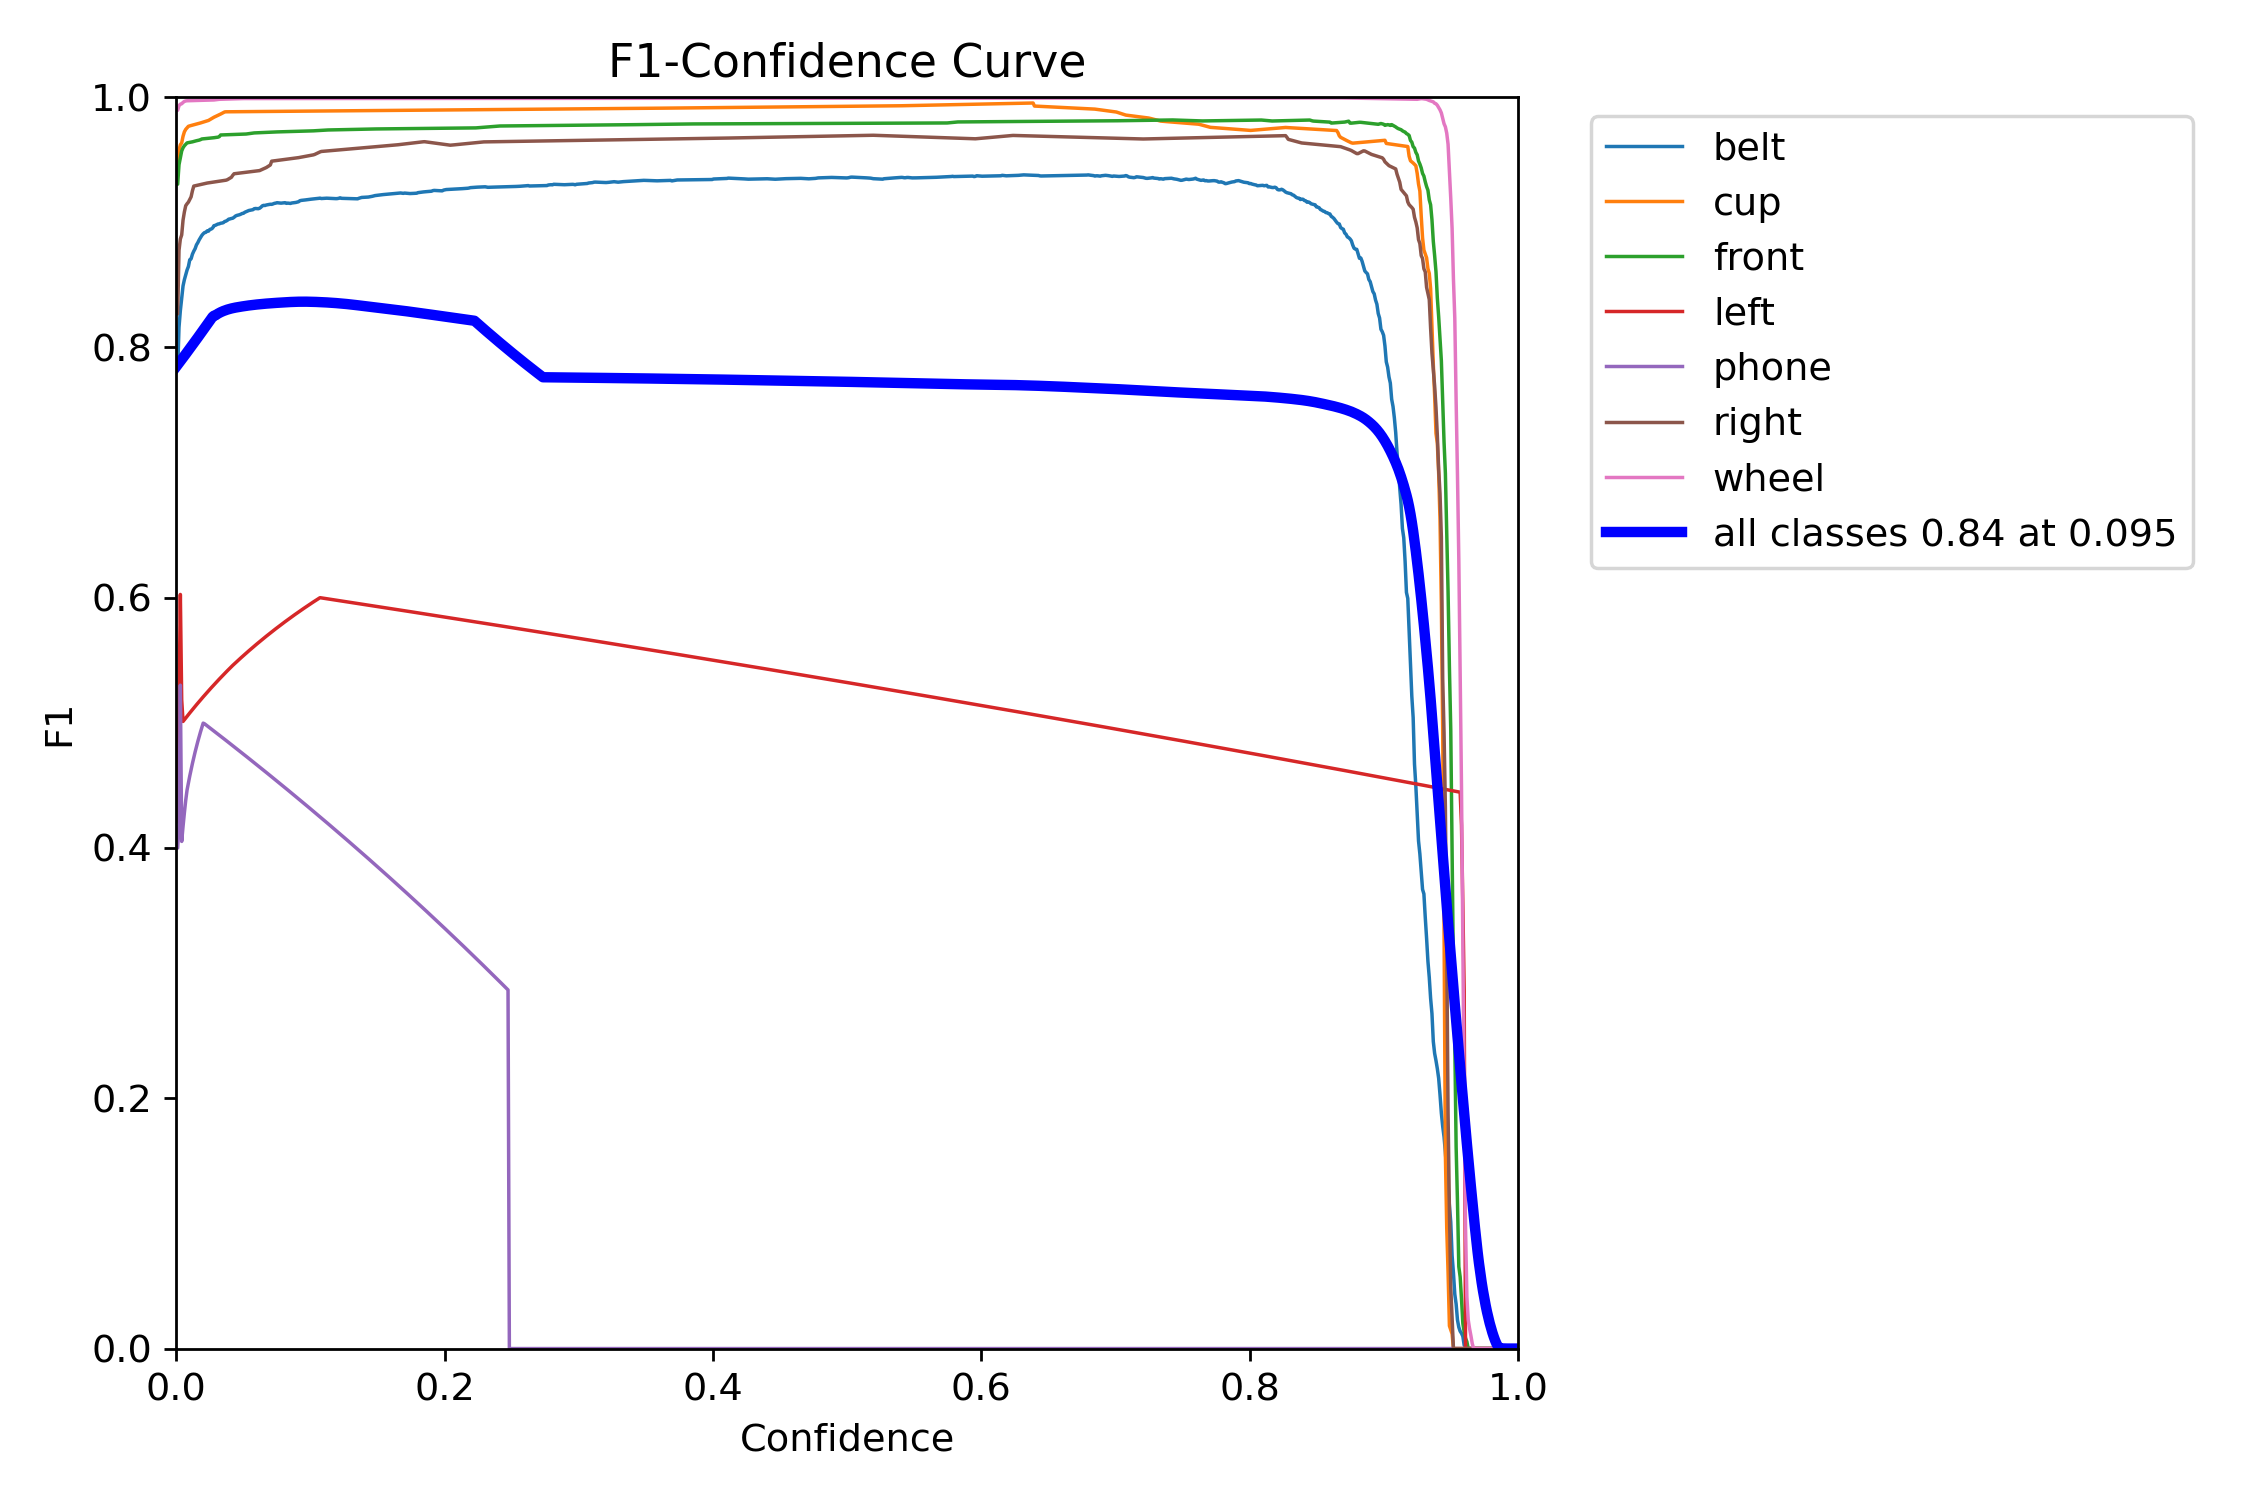 F1-Confidence Curve
1.0
0.8
0.6
0.4
0.2
0.0
F1
0.0 0.2 0.4 0.6 0.8 1.0
Confidence
belt
cup
front
left
phone
right
wheel
all classes 0.84 at 0.095